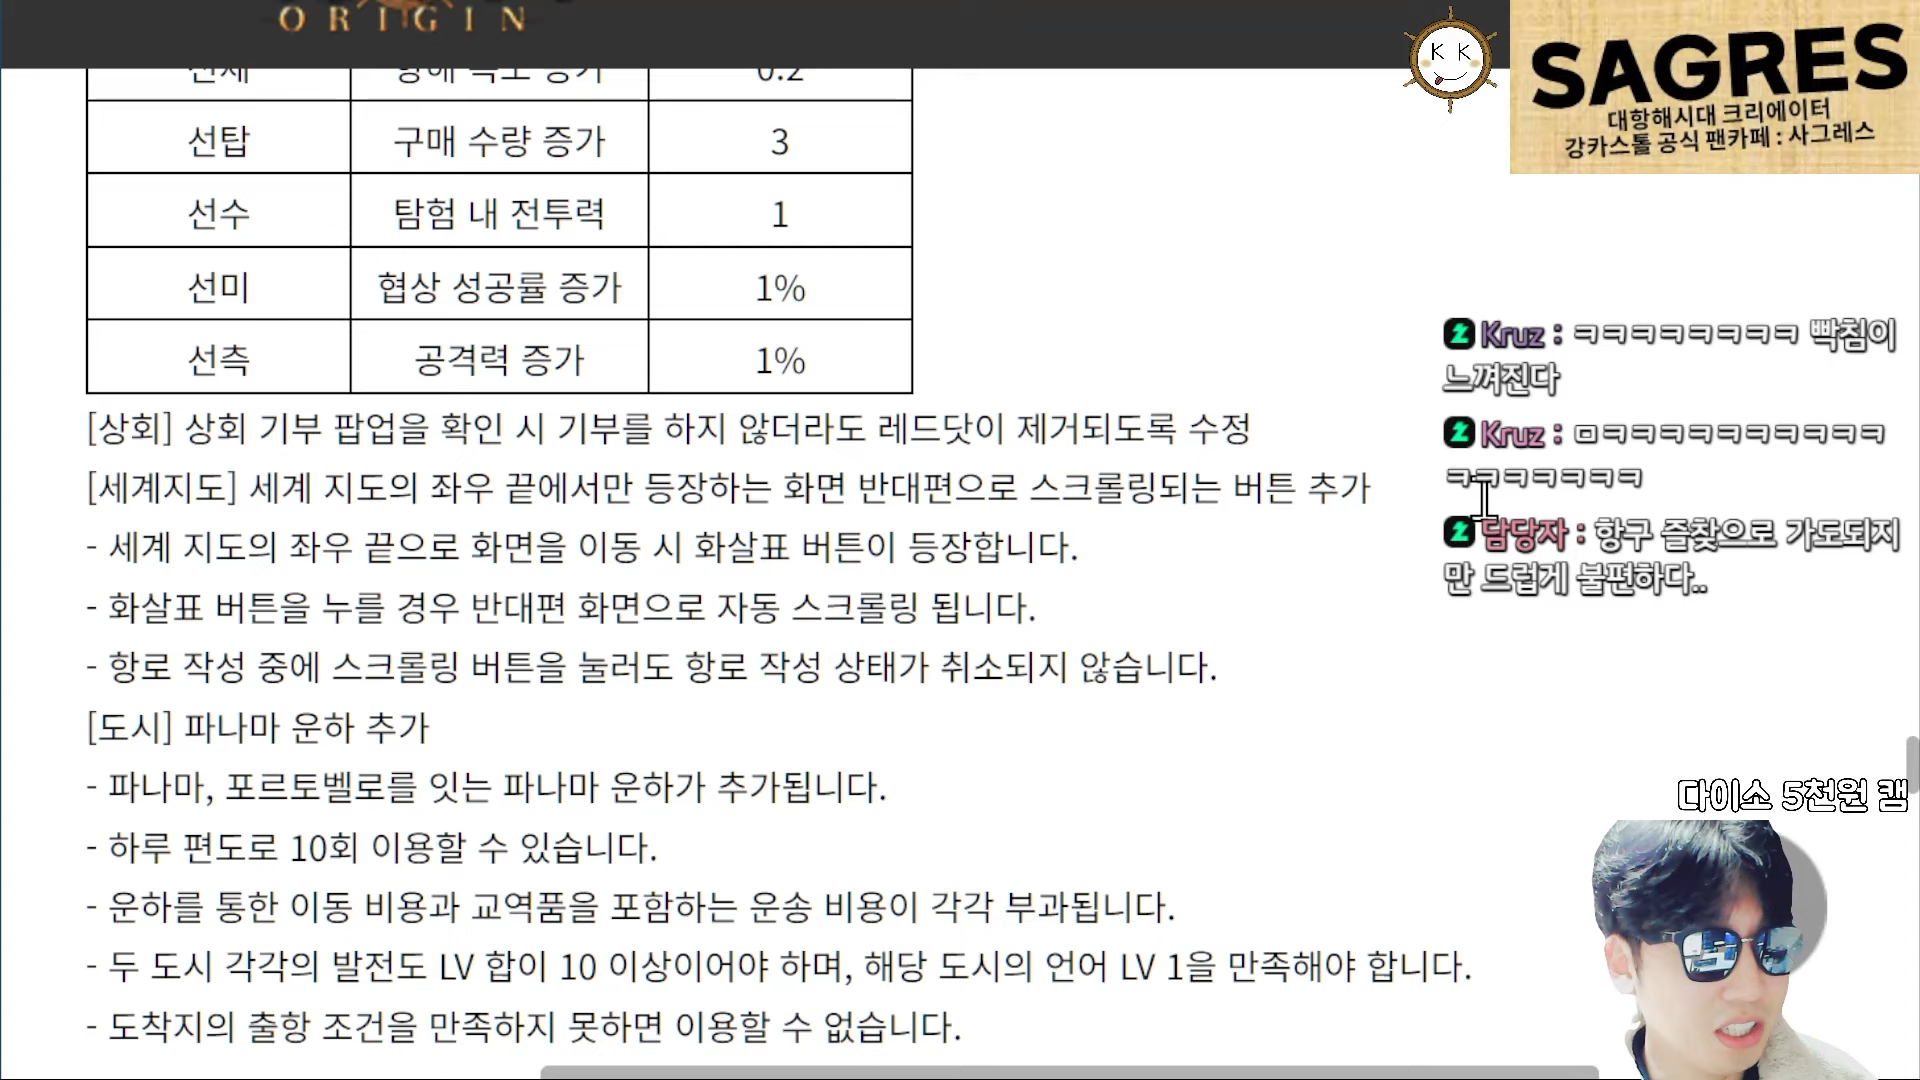 ORIGIN
SAGRES
대항해시대 크리에이터
강카스톨 공식 팬카페 : 사그레스
K K
선체 항해 속도 증가 0.2
선탑 구매 수량 증가 3
선수 탐험 내 전투력 1
선미 협상 성공률 증가 1%
선측 공격력 증가 1%
[상회] 상회 기부 팝업을 확인 시 기부를 하지 않더라도 레드닷이 제거되도록 수정
[세계지도] 세계 지도의 좌우 끝에서만 등장하는 화면 반대편으로 스크롤링되는 버튼 추가
- 세계 지도의 좌우 끝으로 화면을 이동 시 화살표 버튼이 등장합니다.
- 화살표 버튼을 누를 경우 반대편 화면으로 자동 스크롤링 됩니다.
- 항로 작성 중에 스크롤링 버튼을 눌러도 항로 작성 상태가 취소되지 않습니다.
[도시] 파나마 운하 추가
- 파나마, 포르토벨로를 잇는 파나마 운하가 추가됩니다.
- 하루 편도로 10회 이용할 수 있습니다.
- 운하를 통한 이동 비용과 교역품을 포함하는 운송 비용이 각각 부과됩니다.
- 두 도시 각각의 발전도 LV 합이 10 이상이어야 하며, 해당 도시의 언어 LV 1을 만족해야 합니다.
- 도착지의 출항 조건을 만족하지 못하면 이용할 수 없습니다.
Kruz : ㅋㅋㅋㅋㅋㅋㅋㅋ 빡침이
느껴진다
Kruz : ㅁㅋㅋㅋㅋㅋㅋㅋㅋㅋㅋ
ㅋㅋㅋㅋㅋㅋㅋ
담당자 : 항구 즐찾으로 가도되지
만 드럽게 불편하다..
다이소 5천원 캠